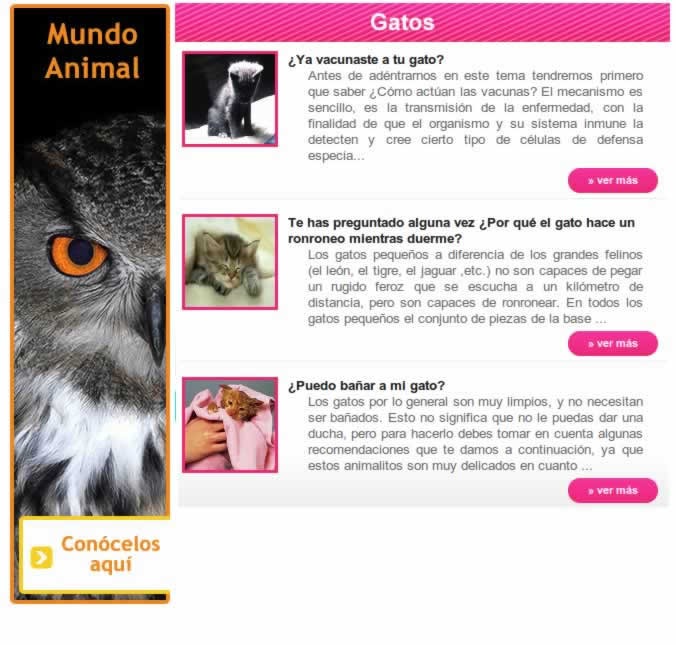 Mundo
Animal
Conócelos
aquí
Gatos
¿Ya vacunaste a tu gato?
Antes de adéntrarnos en este tema tendremos primero
que saber ¿Cómo actúan las vacunas? El mecanismo es
sencillo, es la transmisión de la enfermedad, con la
finalidad de que el organismo y su sistema inmune la
detecten y cree cierto tipo de células de defensa
especia...
» ver más
Te has preguntado alguna vez ¿Por qué el gato hace un
ronroneo mientras duerme?
Los gatos pequeños a diferencia de los grandes felinos
(el león, el tigre, el jaguar ,etc.) no son capaces de pegar
un rugido feroz que se escucha a un kilómetro de
distancia, pero son capaces de ronronear. En todos los
gatos pequeños el conjunto de piezas de la base ...
» ver más
¿Puedo bañar a mi gato?
Los gatos por lo general son muy limpios, y no necesitan
ser bañados. Esto no significa que no le puedas dar una
ducha, pero para hacerlo debes tomar en cuenta algunas
recomendaciones que te damos a continuación, ya que
estos animalitos son muy delicados en cuanto ...
» ver más